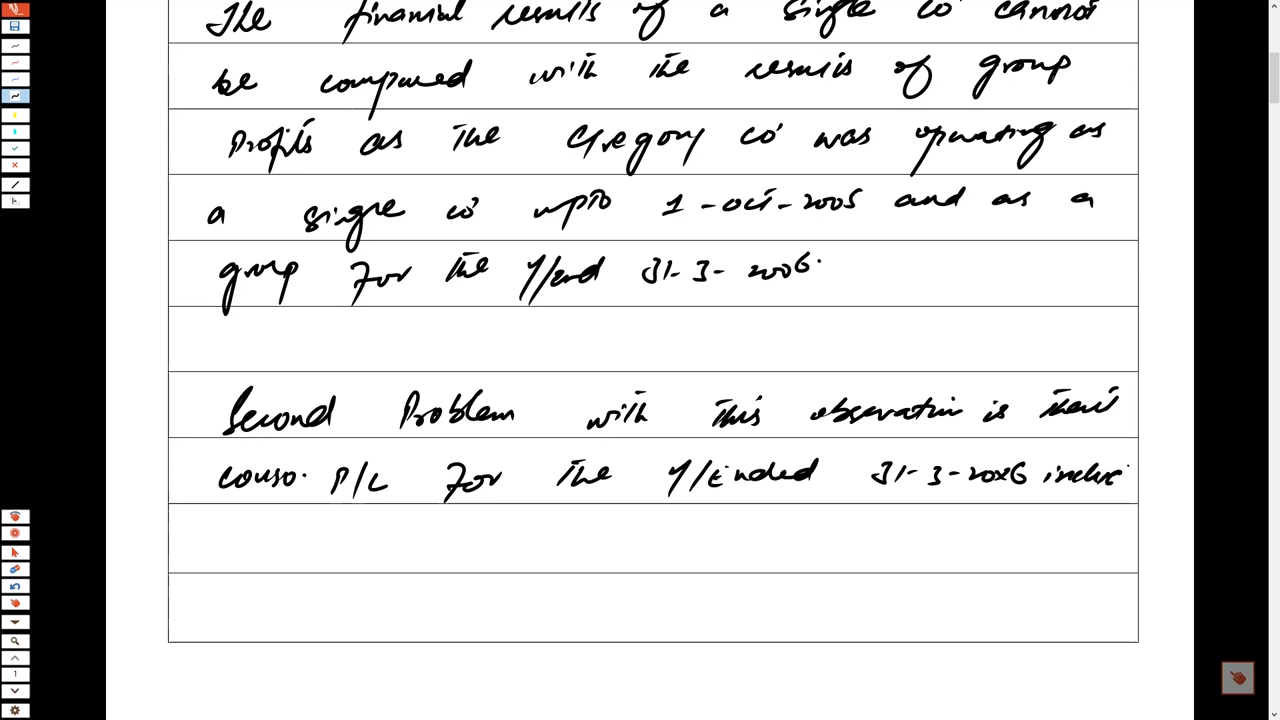 The financial results of a single co' cannot
be compared with the results of group
Profits as the Gregory co' was operating as
a single co' upto 1-oct-2005 and as a
group For the Y/end 31-3-2006.
Second Problem with this observation is that
conso. P/L For the Y/Ended 31-3-20x6 inclu
1